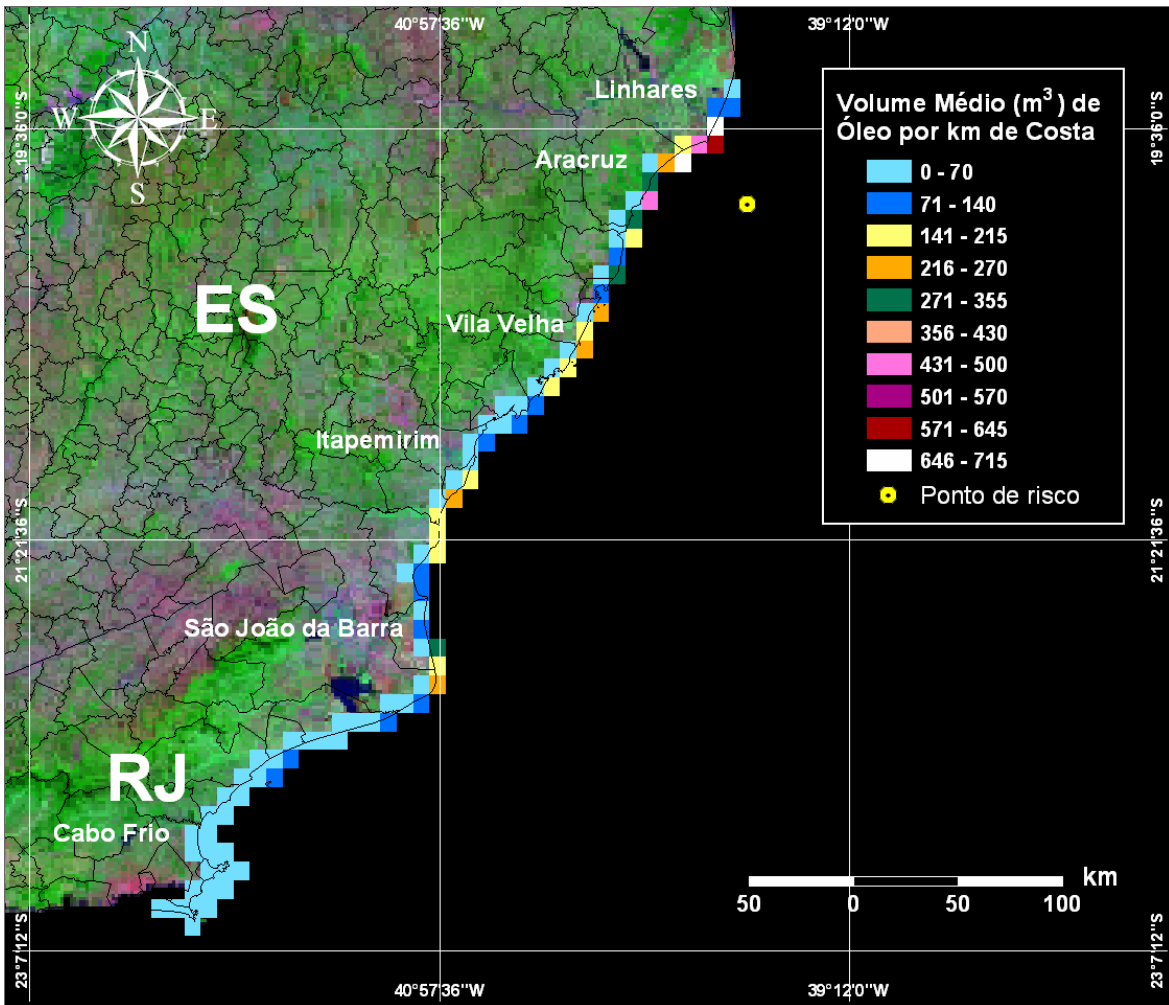 40°57'36''W
39°12'0''W
N
W
E
S
19°36'0''S
19°36'0''S
Linhares
Aracruz
Volume Médio (m³) de
Óleo por km de Costa
0 - 70
71 - 140
141 - 215
216 - 270
271 - 355
356 - 430
431 - 500
501 - 570
571 - 645
646 - 715
Ponto de risco
ES
Vila Velha
Itapemirim
21°21'36''S
21°21'36''S
São João da Barra
RJ
Cabo Frio
km
50
0
50
100
23°7'12''S
23°7'12''S
40°57'36''W
39°12'0''W